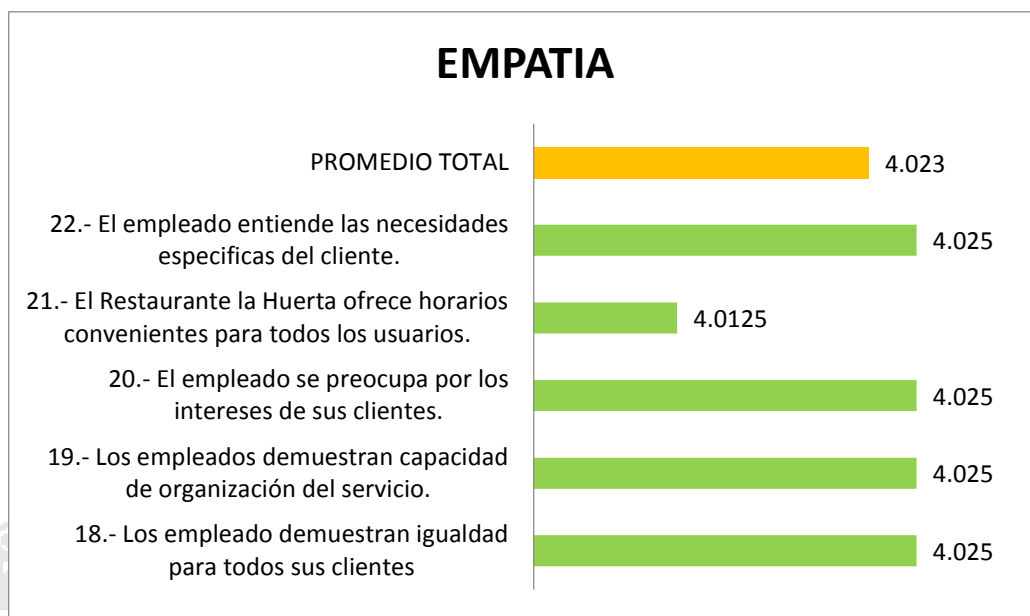 EMPATIA
PROMEDIO TOTAL
4.023
22.- El empleado entiende las necesidades
especificas del cliente.
4.025
21.- El Restaurante la Huerta ofrece horarios
convenientes para todos los usuarios.
4.0125
20.- El empleado se preocupa por los
intereses de sus clientes.
4.025
19.- Los empleados demuestran capacidad
de organización del servicio.
4.025
18.- Los empleado demuestran igualdad
para todos sus clientes
4.025